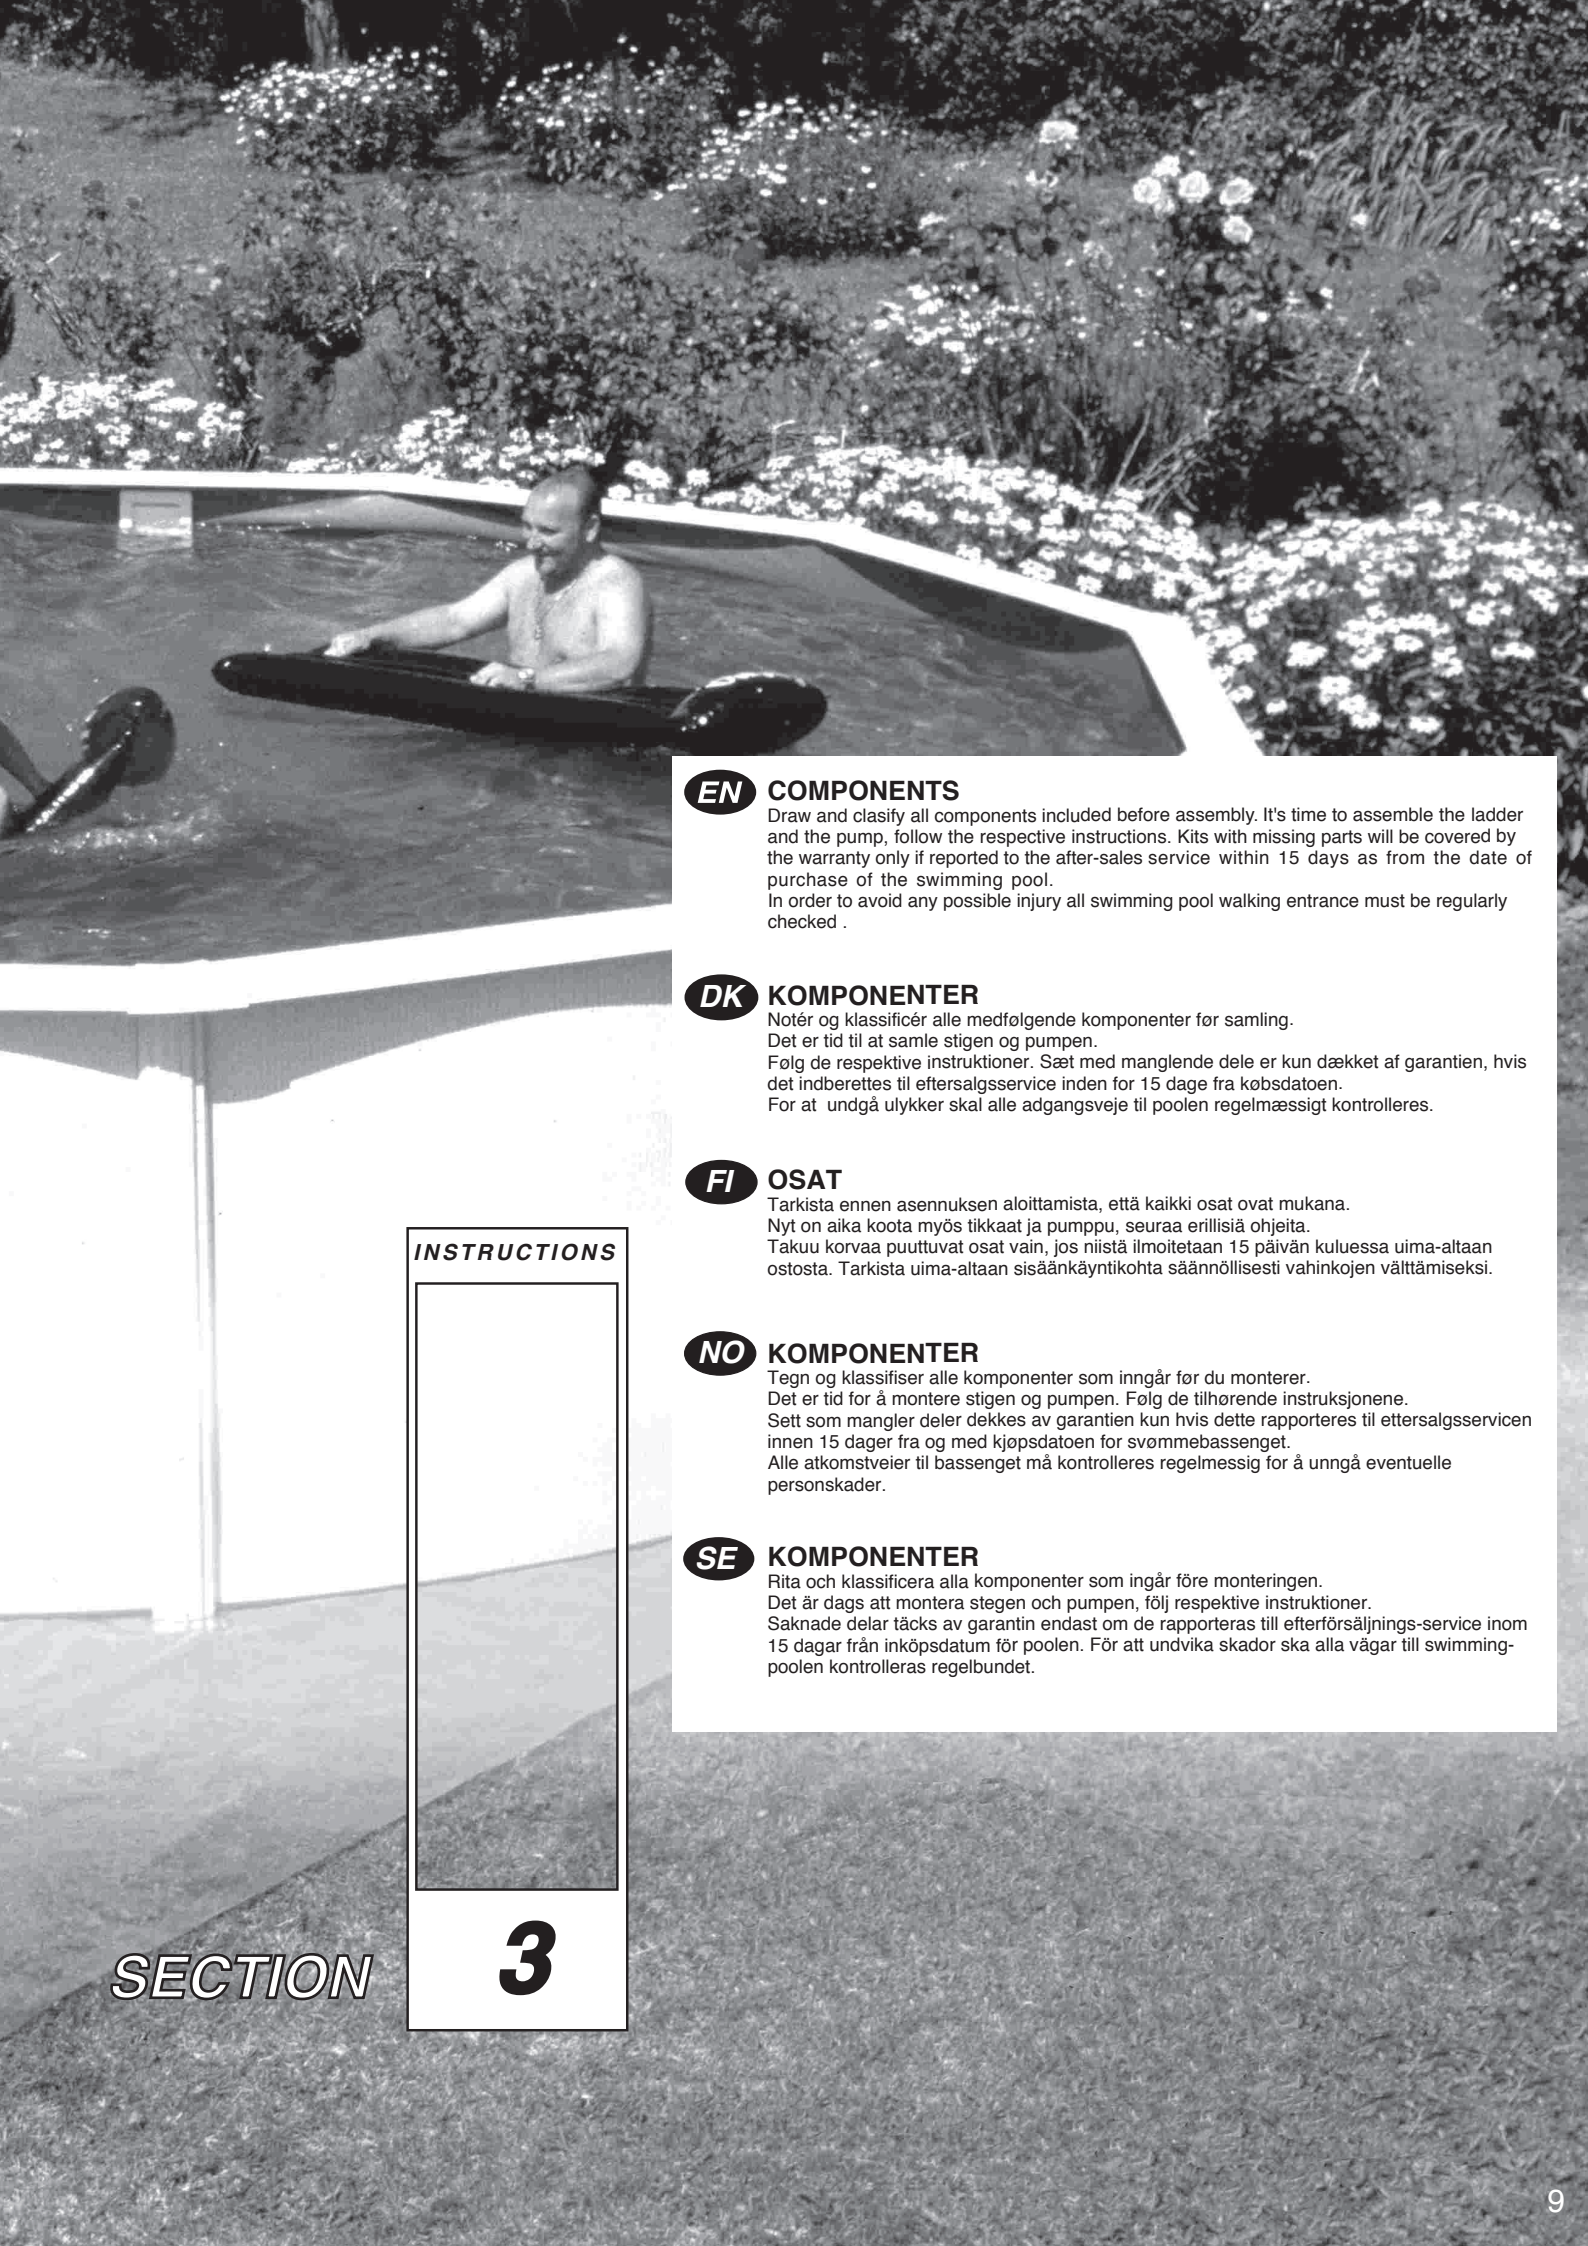 EN COMPONENTS
Draw and clasify all components included before assembly. It's time to assemble the ladder
and the pump, follow the respective instructions. Kits with missing parts will be covered by
the warranty only if reported to the after-sales service within 15 days as from the date of
purchase of the swimming pool.
In order to avoid any possible injury all swimming pool walking entrance must be regularly
checked .
DK KOMPONENTER
Notér og klassificér alle medfølgende komponenter før samling.
Det er tid til at samle stigen og pumpen.
Følg de respektive instruktioner. Sæt med manglende dele er kun dækket af garantien, hvis
det indberettes til eftersalgsservice inden for 15 dage fra købsdatoen.
For at undgå ulykker skal alle adgangsveje til poolen regelmæssigt kontrolleres.
FI OSAT
Tarkista ennen asennuksen aloittamista, että kaikki osat ovat mukana.
Nyt on aika koota myös tikkaat ja pumppu, seuraa erillisiä ohjeita.
Takuu korvaa puuttuvat osat vain, jos niistä ilmoitetaan 15 päivän kuluessa uima-altaan
ostosta. Tarkista uima-altaan sisäänkäyntikohta säännöllisesti vahinkojen välttämiseksi.
NO KOMPONENTER
Tegn og klassifiser alle komponenter som inngår før du monterer.
Det er tid for å montere stigen og pumpen. Følg de tilhørende instruksjonene.
Sett som mangler deler dekkes av garantien kun hvis dette rapporteres til ettersalgsservicen
innen 15 dager fra og med kjøpsdatoen for svømmebassenget.
Alle atkomstveier til bassenget må kontrolleres regelmessig for å unngå eventuelle
personskader.
SE KOMPONENTER
Rita och klassificera alla komponenter som ingår före monteringen.
Det är dags att montera stegen och pumpen, följ respektive instruktioner.
Saknade delar täcks av garantin endast om de rapporteras till efterförsäljnings-service inom
15 dagar från inköpsdatum för poolen. För att undvika skador ska alla vägar till swimming-
poolen kontrolleras regelbundet.
INSTRUCTIONS
SECTION 3
9